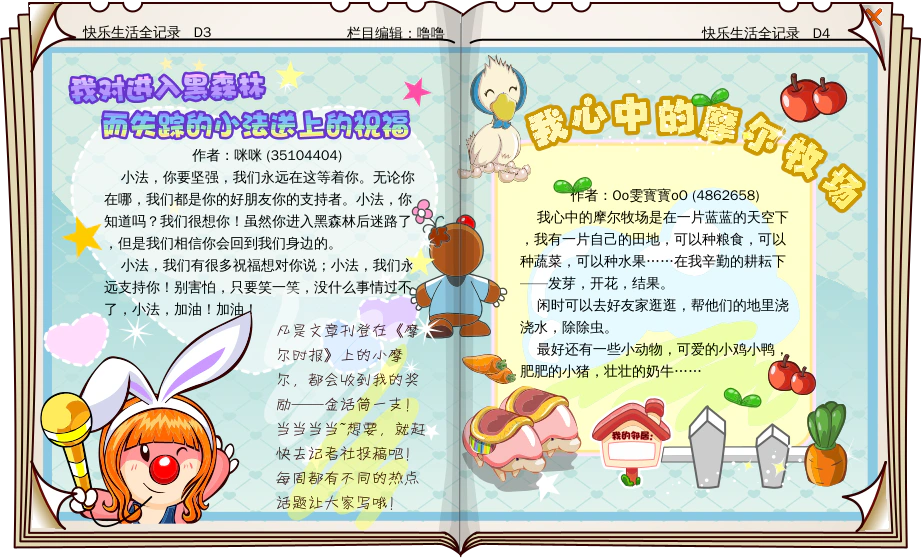 快乐生活全记录 D3
栏目编辑：噜噜
我对进入黑森林
而失踪的小法送上的祝福
作者：咪咪 (35104404)
小法，你要坚强，我们永远在这等着你。无论你
在哪，我们都是你的好朋友你的支持者。小法，你
知道吗？我们很想你！虽然你进入黑森林后迷路了
，但是我们相信你会回到我们身边的。
小法，我们有很多祝福想对你说；小法，我们永
远支持你！别害怕，只要笑一笑，没什么事情过不
了，小法，加油！加油！
凡是文章刊登在《摩
尔时报》上的小摩
尔，都会收到我的奖
励——金话筒一支！
当当当当~想要，就赶
快去记者社投稿吧！
每周都有不同的热点
话题让大家写哦！
快乐生活全记录 D4
我心中的摩尔牧场
作者：0o雯寶寶oO (4862658)
我心中的摩尔牧场是在一片蓝蓝的天空下
，我有一片自己的田地，可以种粮食，可以
种蔬菜，可以种水果……在我辛勤的耕耘下
——发芽，开花，结果。
闲时可以去好友家逛逛，帮他们的地里浇
浇水，除除虫。
最好还有一些小动物，可爱的小鸡小鸭，
肥肥的小猪，壮壮的奶牛……
我的邻居：